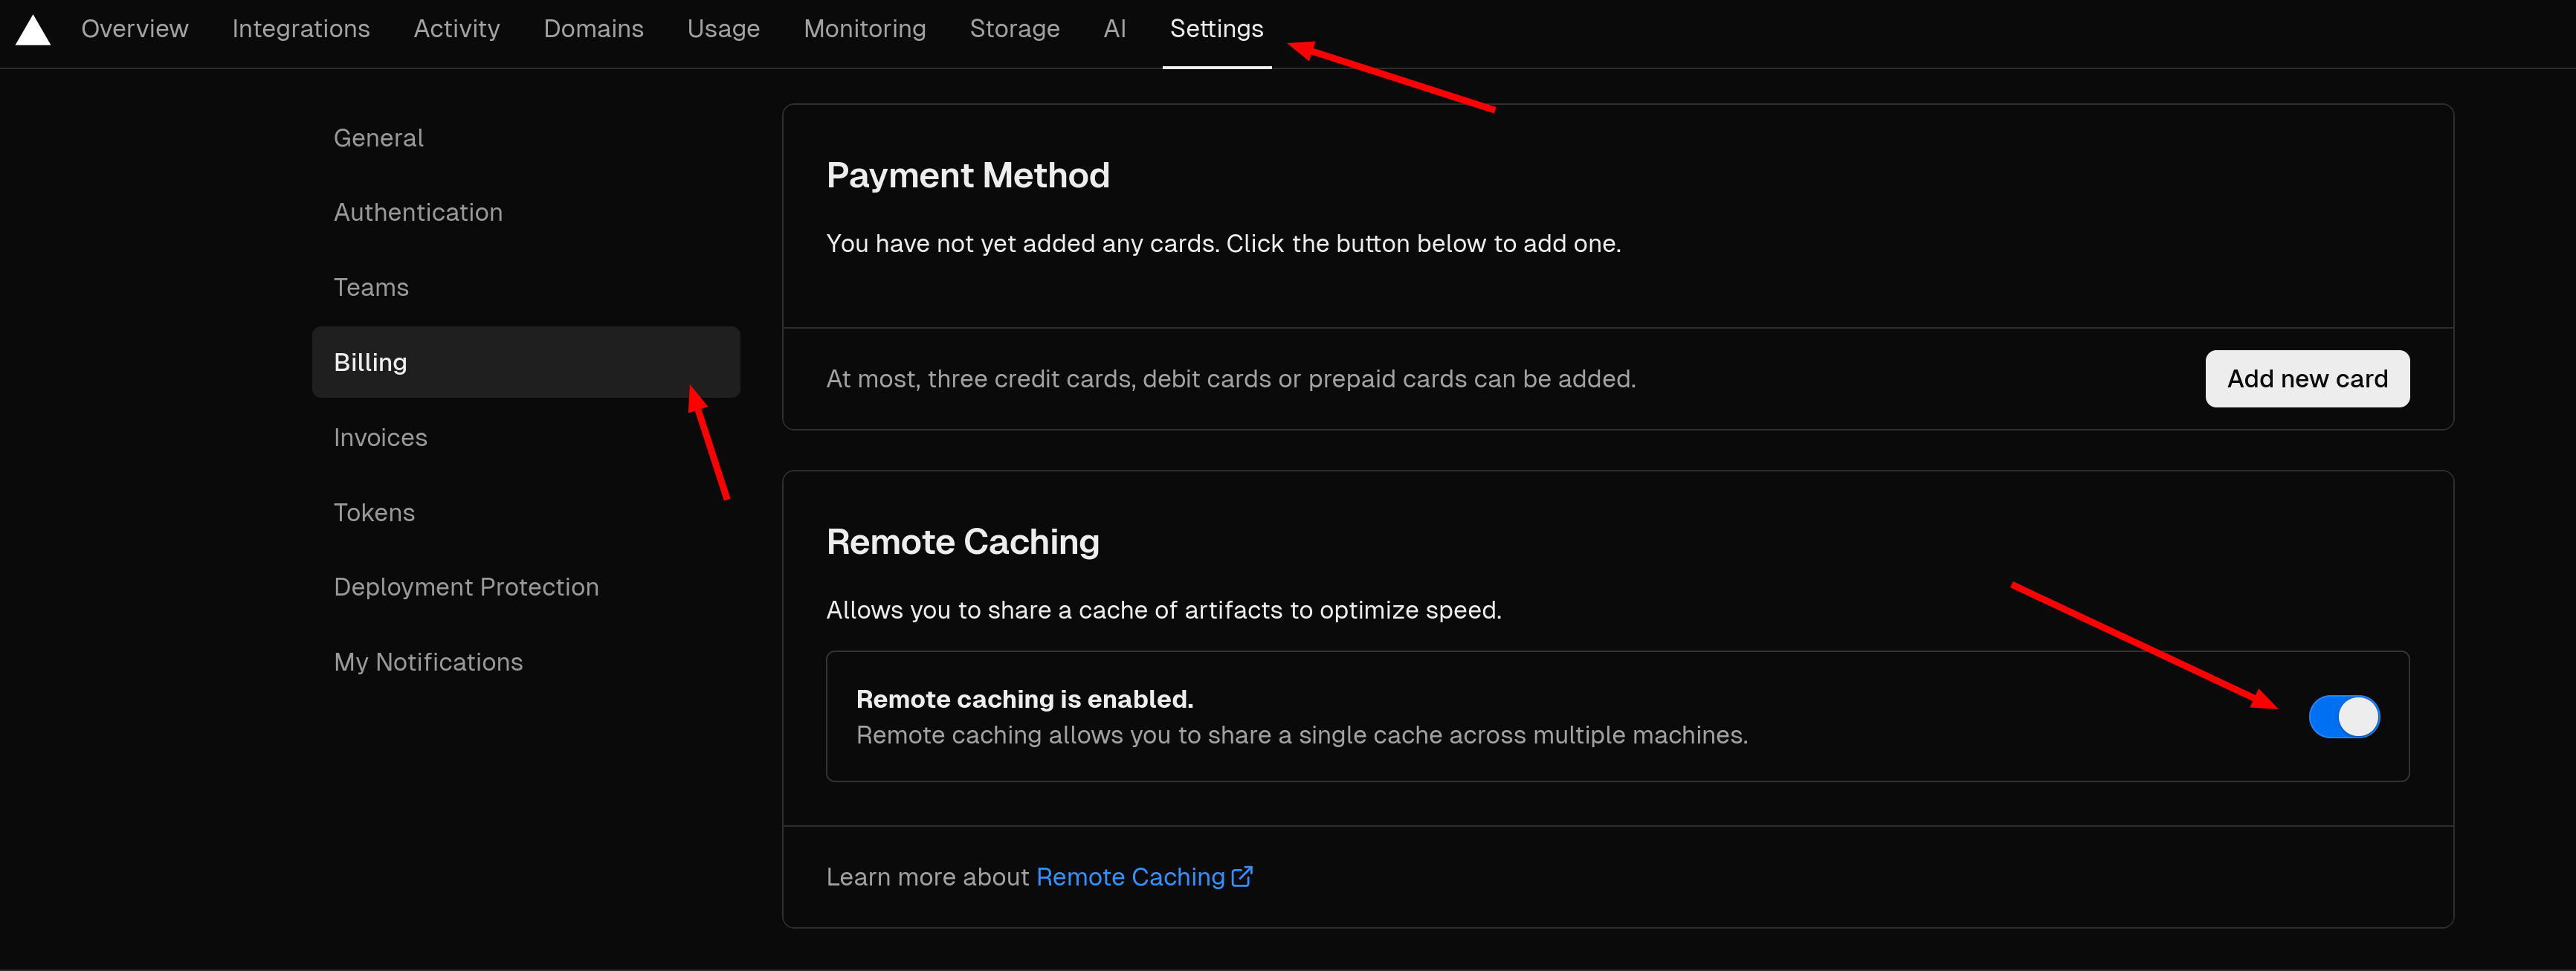 Overview Integrations Activity Domains Usage Monitoring Storage AI Settings
General
Authentication
Teams
Billing
Invoices
Tokens
Deployment Protection
My Notifications
Payment Method
You have not yet added any cards. Click the button below to add one.
At most, three credit cards, debit cards or prepaid cards can be added.
Add new card
Remote Caching
Allows you to share a cache of artifacts to optimize speed.
Remote caching is enabled.
Remote caching allows you to share a single cache across multiple machines.
Learn more about Remote Caching